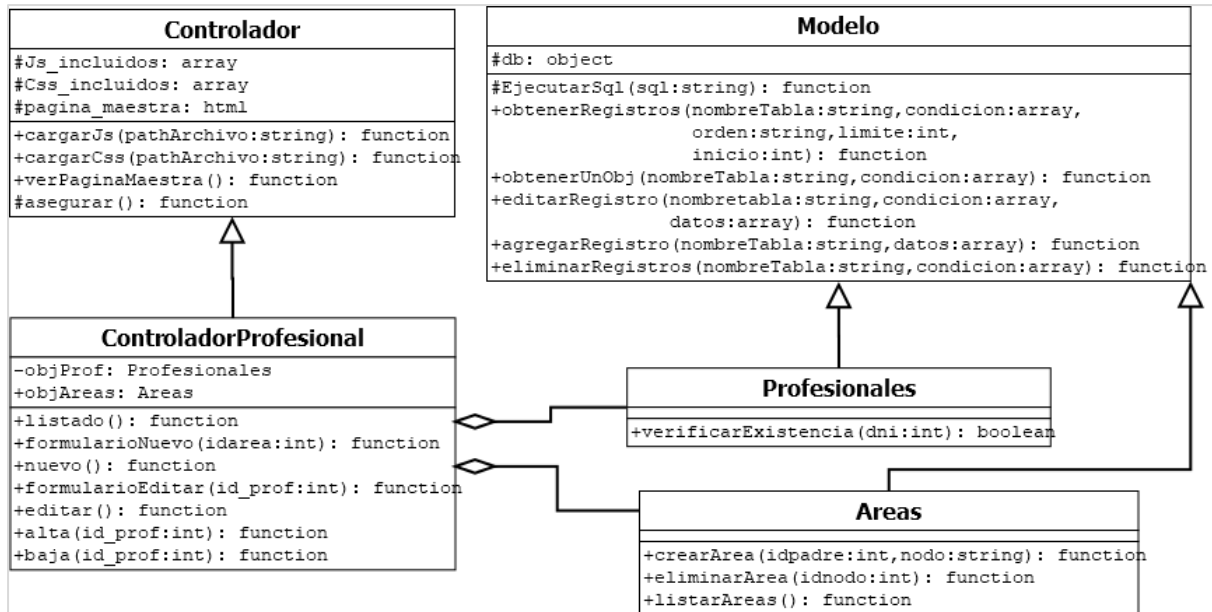 Controlador
#Js_incluidos: array
#Css_incluidos: array
#pagina_maestra: html
+cargarJs(pathArchivo:string): function
+cargarCss(pathArchivo:string): function
+verPaginaMaestra(): function
#asegurar(): function
Modelo
#db: object
#EjecutarSql(sql:string): function
+obtenerRegistros(nombreTabla:string,condicion:array,
orden:string,limite:int,
inicio:int): function
+obtenerUnObj(nombreTabla:string,condicion:array): function
+editarRegistro(nombretabla:string,condicion:array,
datos:array): function
+agregarRegistro(nombreTabla:string,datos:array): function
+eliminarRegistros(nombreTabla:string,condicion:array): function
ControladorProfesional
-objProf: Profesionales
+objAreas: Areas
+listado(): function
+formularioNuevo(idarea:int): function
+nuevo(): function
+formularioEditar(id_prof:int): function
+editar(): function
+alta(id_prof:int): function
+baja(id_prof:int): function
Profesionales
+verificarExistencia(dni:int): boolean
Areas
+crearArea(idpadre:int,nodo:string): function
+eliminarArea(idnodo:int): function
+listarAreas(): function